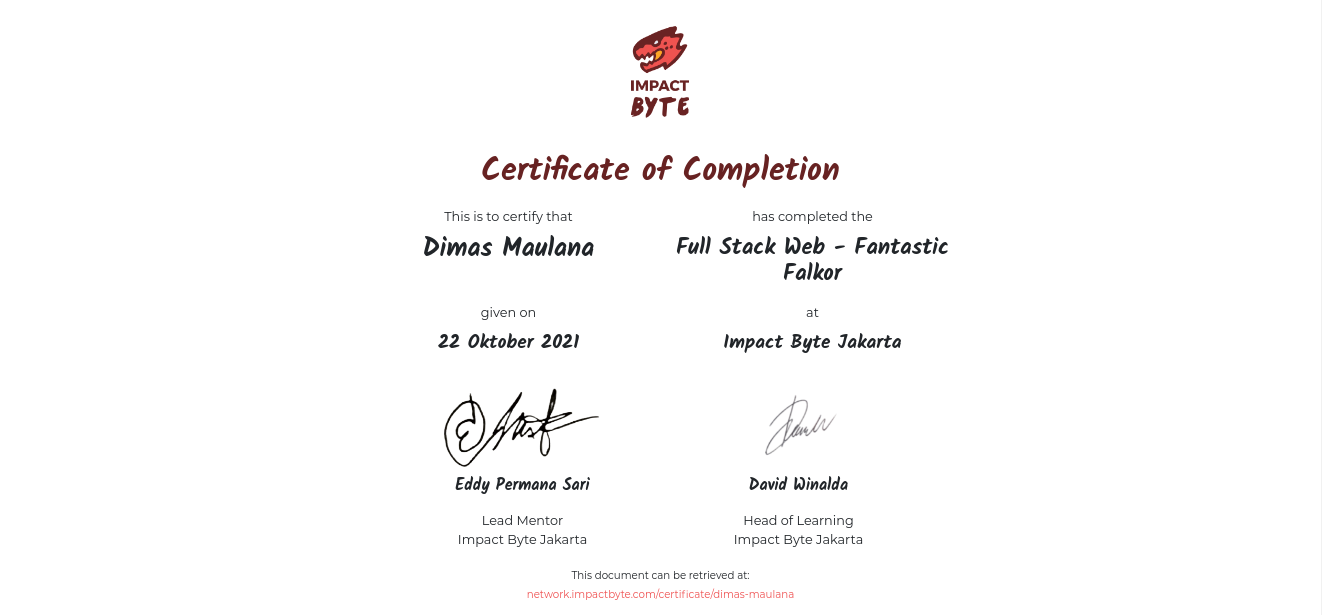 IMPACT
BYTE
Certificate of Completion
This is to certify that
Dimas Maulana
has completed the
Full Stack Web - Fantastic
Falkor
given on
22 Oktober 2021
at
Impact Byte Jakarta
Eddy Permana Sari
Lead Mentor
Impact Byte Jakarta
David Winalda
Head of Learning
Impact Byte Jakarta
This document can be retrieved at:
network.impactbyte.com/certificate/dimas-maulana